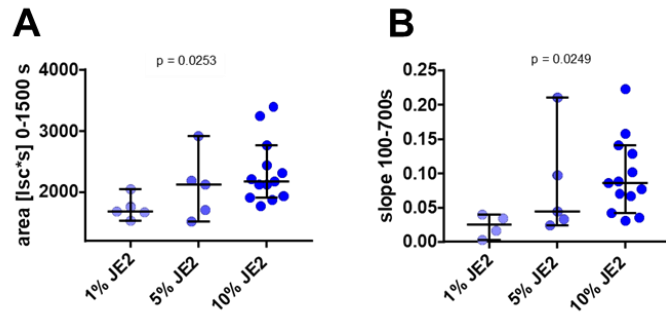 A
p = 0.0253
area [Isc*s] 0-1500 s
4000
3000
2000
1% JE2
5% JE2
10% JE2
B
p = 0.0249
slope 100-700s
0.25
0.20
0.15
0.10
0.05
0.00
1% JE2
5% JE2
10% JE2